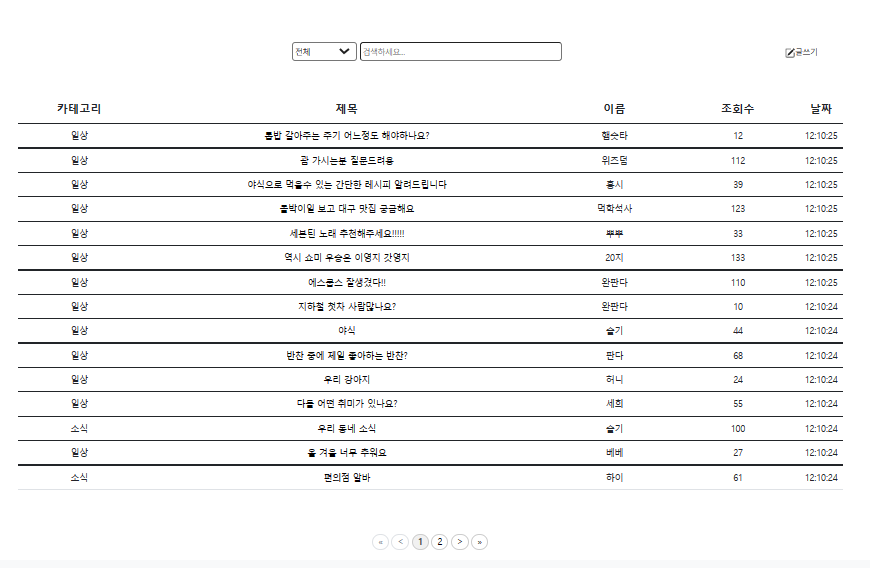 전체 검색하세요... 글쓰기
카테고리 제목 이름 조회수 날짜
일상 톱밥 갈아주는 주기 어느정도 해야하나요? 햄숫타 12 12:10:25
일상 괌 가시는분 질문드려용 위즈덤 112 12:10:25
일상 야식으로 먹을수 있는 간단한 레시피 알려드립니다 홍시 39 12:10:25
일상 톨박이일 보고 대구 맛집 궁금해요 먹학석사 123 12:10:25
일상 세븐틴 노래 추천해주세요!!!!! 뿌뿌 33 12:10:25
일상 역시 쇼미 우승은 이영지 갓영지 20지 133 12:10:25
일상 에스쿱스 잘생겼다!! 완판다 110 12:10:25
일상 지하철 첫차 사람많나요? 완판다 10 12:10:24
일상 야식 슬기 44 12:10:24
일상 반찬 중에 제일 좋아하는 반찬? 판다 68 12:10:24
일상 우리 강아지 허니 24 12:10:24
일상 다들 어떤 취미가 있나요? 세희 55 12:10:24
소식 우리 동네 소식 슬기 100 12:10:24
일상 올 겨울 너무 추워요 베베 27 12:10:24
소식 편의점 알바 하이 61 12:10:24
« < 1 2 > »